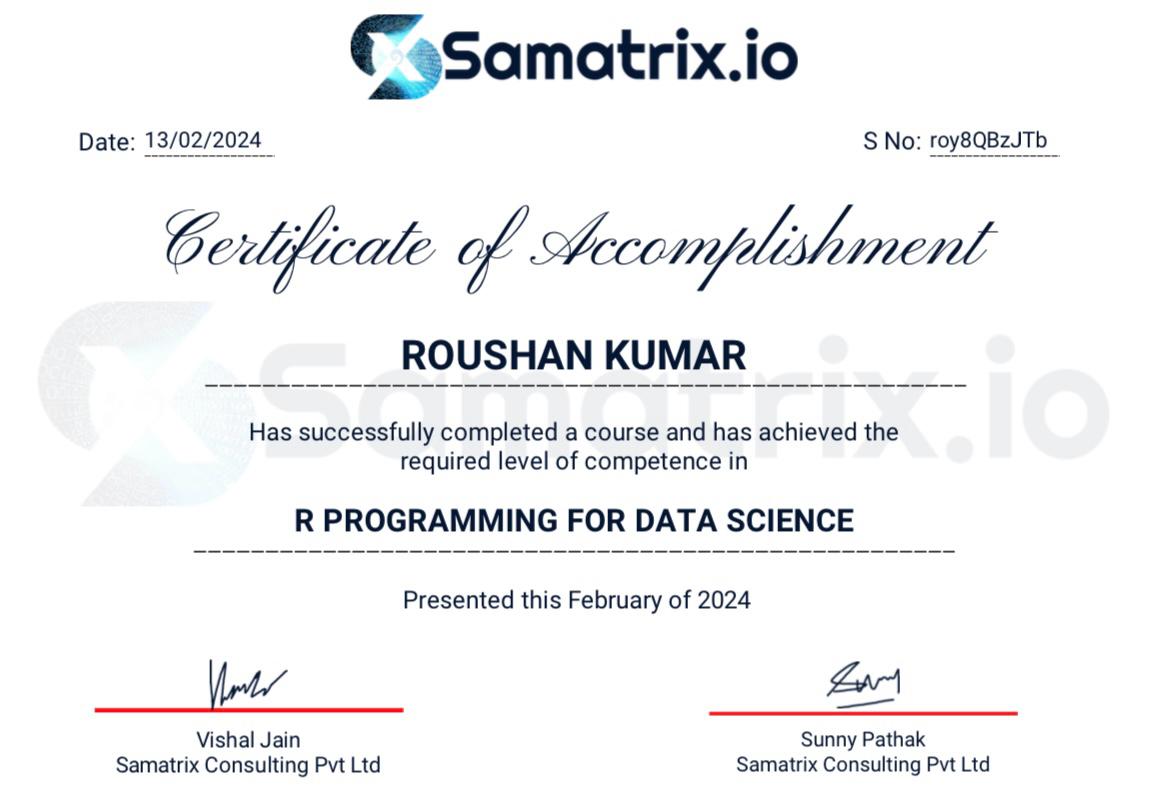 Samatrix.io
Date: 13/02/2024 S No: roy8QBzJTb
Certificate of Accomplishment
Samatrix.io
ROUSHAN KUMAR
Has successfully completed a course and has achieved the
required level of competence in
R PROGRAMMING FOR DATA SCIENCE
Presented this February of 2024
Sunny
Vishal Jain Sunny Pathak
Samatrix Consulting Pvt Ltd Samatrix Consulting Pvt Ltd